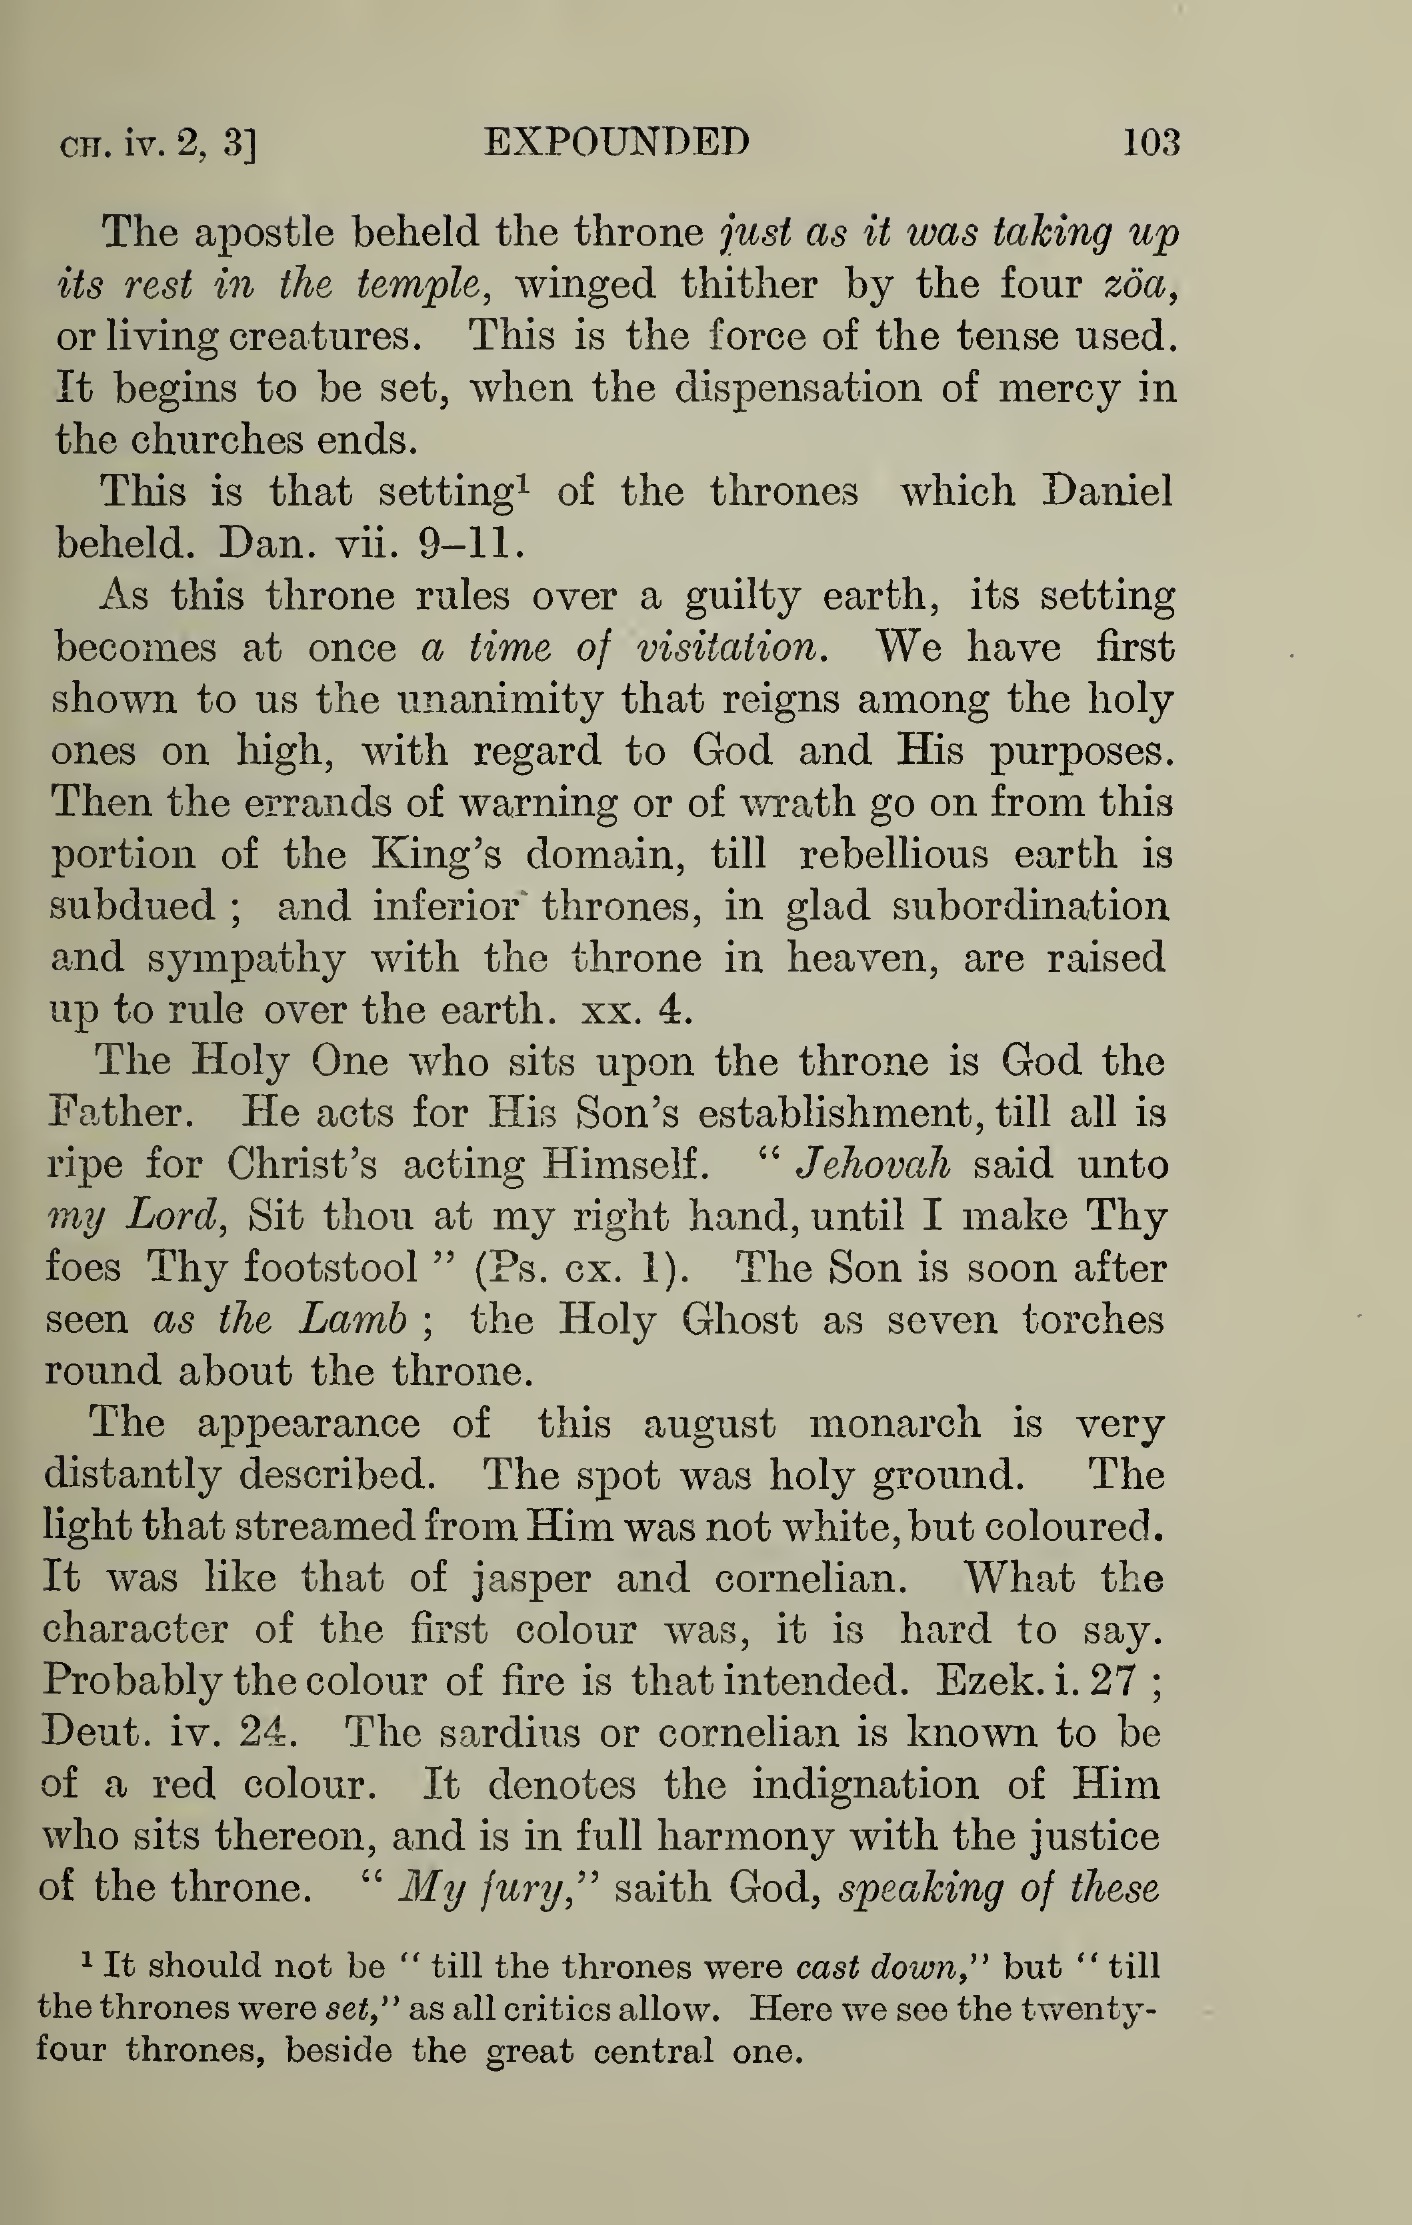 CH. iv. 2, 3] EXPOUNDED 103
The apostle beheld the throne just as it was taking up
its rest in the temple, winged thither by the four zöa,
or living creatures. This is the force of the tense used.
It begins to be set, when the dispensation of mercy in
the churches ends.
This is that setting¹ of the thrones which Daniel
beheld. Dan. vii. 9–11.
As this throne rules over a guilty earth, its setting
becomes at once a time of visitation. We have first
shown to us the unanimity that reigns among the holy
ones on high, with regard to God and His purposes.
Then the errands of warning or of wrath go on from this
portion of the King's domain, till rebellious earth is
subdued ; and inferior thrones, in glad subordination
and sympathy with the throne in heaven, are raised
up to rule over the earth. xx. 4.
The Holy One who sits upon the throne is God the
Father. He acts for His Son's establishment, till all is
ripe for Christ's acting Himself. “ Jehovah said unto
my Lord, Sit thou at my right hand, until I make Thy
foes Thy footstool ” (Ps. cx. 1). The Son is soon after
seen as the Lamb ; the Holy Ghost as seven torches
round about the throne.
The appearance of this august monarch is very
distantly described. The spot was holy ground. The
light that streamed from Him was not white, but coloured.
It was like that of jasper and cornelian. What the
character of the first colour was, it is hard to say.
Probably the colour of fire is that intended. Ezek. i. 27 ;
Deut. iv. 24. The sardius or cornelian is known to be
of a red colour. It denotes the indignation of Him
who sits thereon, and is in full harmony with the justice
of the throne. “ My fury,” saith God, speaking of these
¹ It should not be “ till the thrones were cast down,” but “ till
the thrones were set,” as all critics allow. Here we see the twenty-
four thrones, beside the great central one.